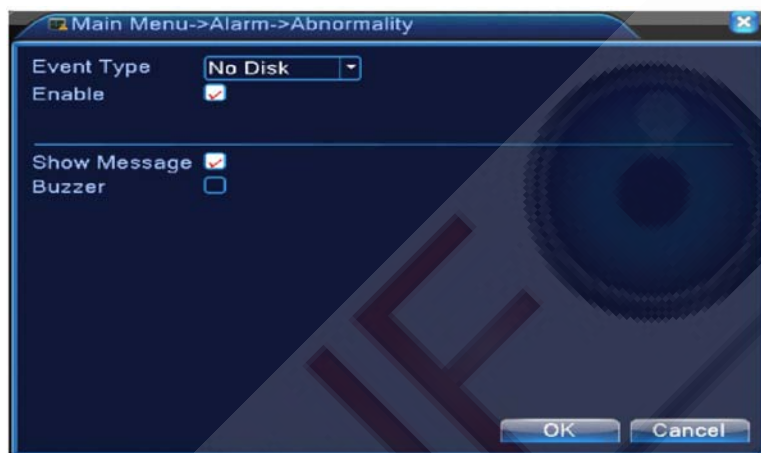 Main Menu->Alarm->Abnormality
Event Type No Disk
Enable
Show Message
Buzzer
OK Cancel